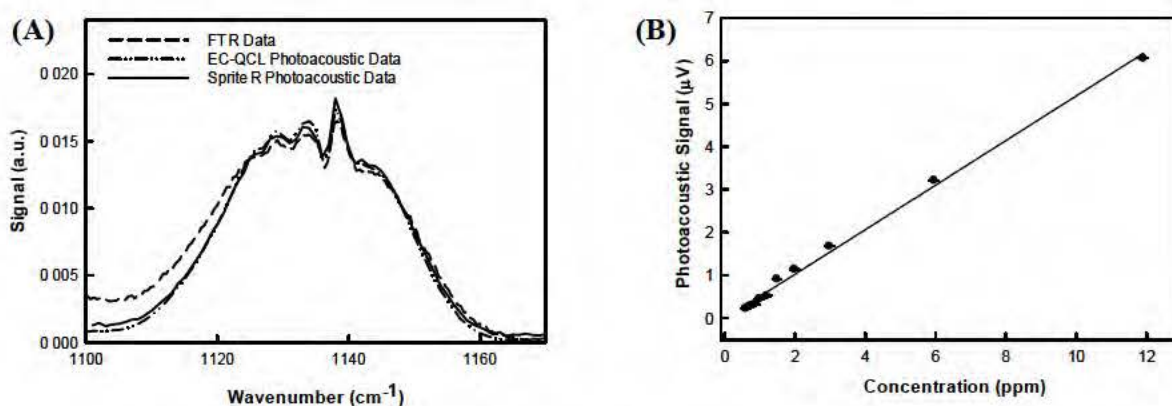 (A)
FTR Data
EC-QCL Photoacoustic Data
Sprite R Photoacoustic Data
Signal (a.u.)
0 020
0 015
0 010
0 005
0 000
1100
1120
1140
1160
Wavenumber (cm⁻¹)
(B)
Photoacoustic Signal (μV)
7
6
5
4
3
2
1
0
0
2
4
6
8
10
12
Concentration (ppm)